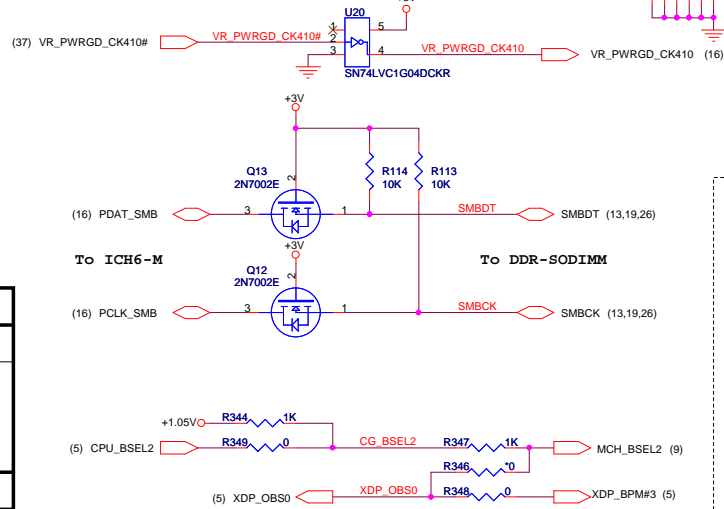 U20
(37) VR_PWRGD_CK410# VR_PWRGD_CK410# 1 2 3 5 4 VR_PWRGD_CK410 VR_PWRGD_CK410 (16)
SN74LVC1G04DCKR
+3V
Q13
2N7002E
2
R114
10K
R113
10K
(16) PDAT_SMB 3 1 SMBDT SMBDT (13,19,26)
To ICH6-M
+3V
To DDR-SODIMM
Q12
2N7002E
2
(16) PCLK_SMB 3 1 SMBCK SMBCK (13,19,26)
+1.05V R344 1K
(5) CPU_BSEL2 R349 0 CG_BSEL2 R347 1K MCH_BSEL2 (9)
R346 *0
(5) XDP_OBS0 XDP_OBS0 R348 0 XDP_BPM#3 (5)